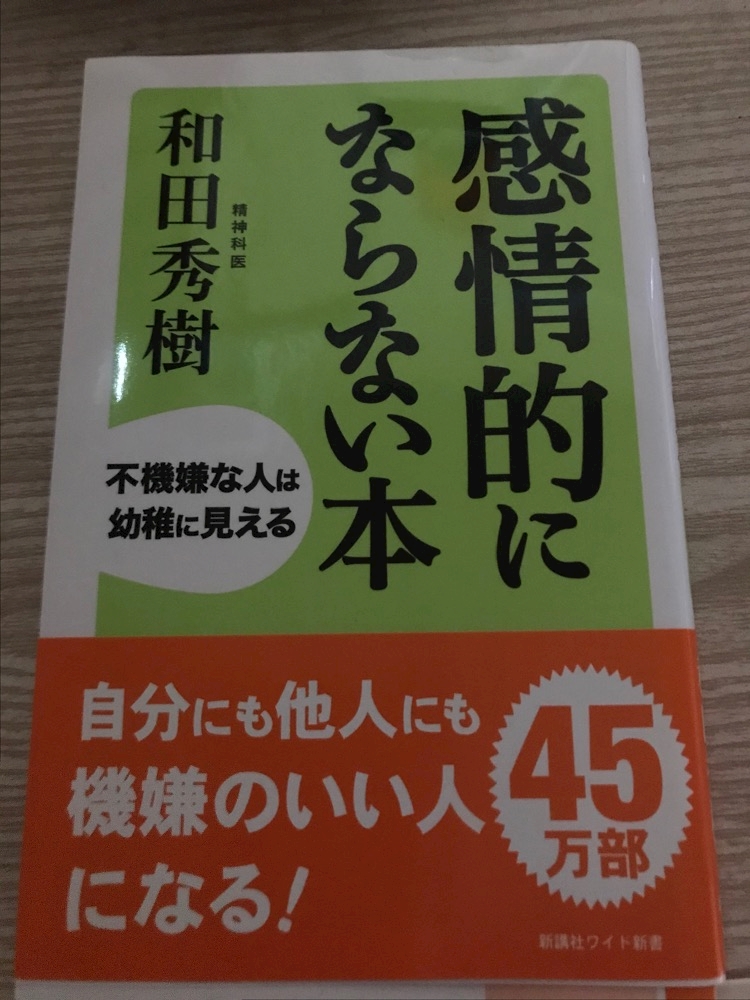 感情的に
ならない本
精神科医
和田秀樹
不機嫌な人は
幼稚に見える
自分にも他人にも
機嫌のいい人
になる!
45
万部
新講社ワイド新書